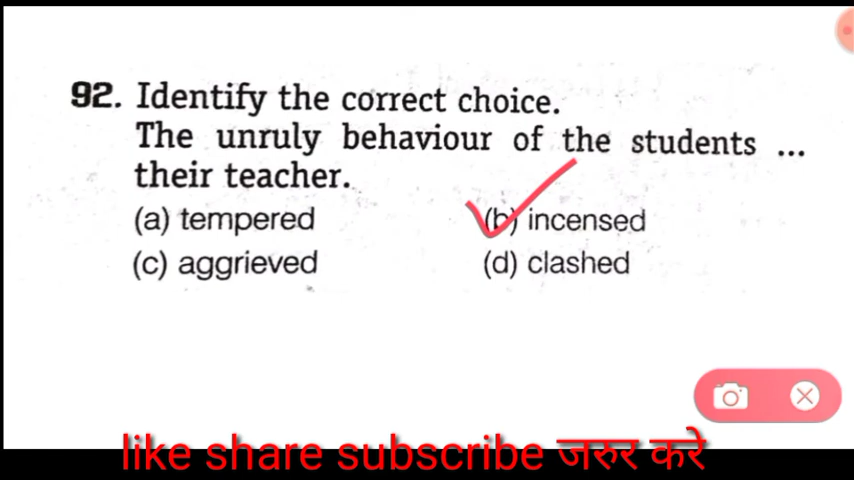 92. Identify the correct choice.
The unruly behaviour of the students ...
their teacher.
(a) tempered (b) incensed
(c) aggrieved (d) clashed
like share subscribe जरुर करे